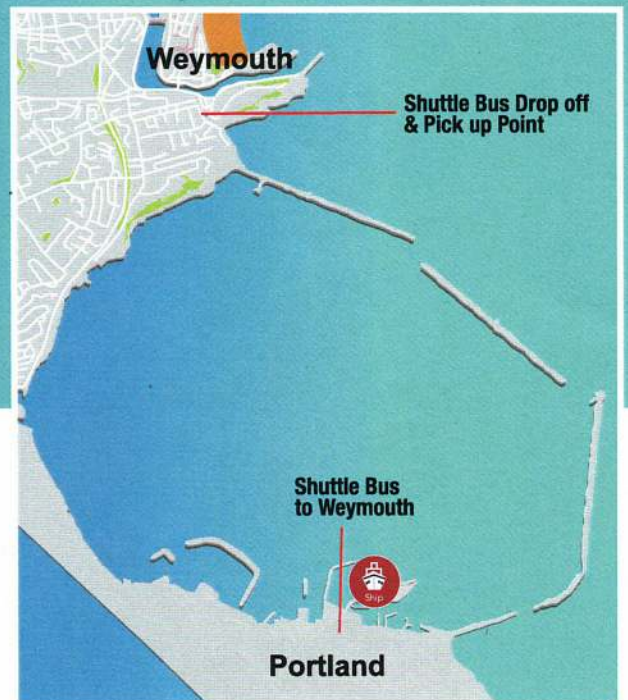 Weymouth
Shuttle Bus Drop off
& Pick up Point
Shuttle Bus
to Weymouth
Ship
Portland